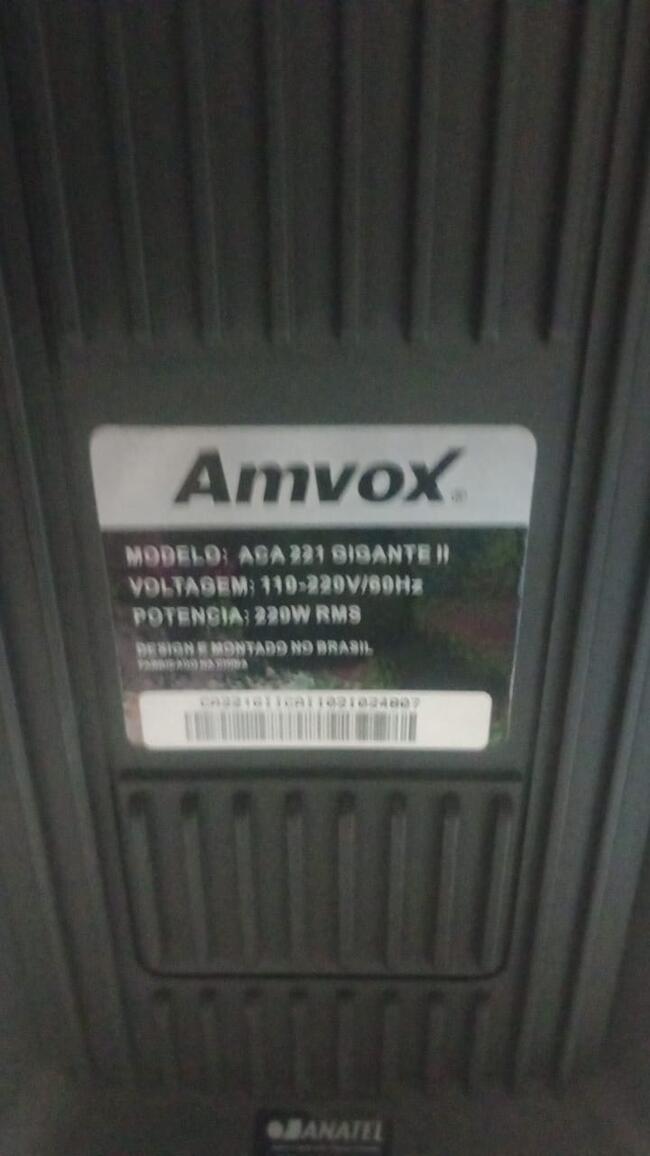 Amvox®
MODELO: ACA 221 GIGANTE II
VOLTAGEM: 110-220V/60Hz
POTENCIA: 220W RMS
DESIGN E MONTADO NO BRASIL
ANATEL